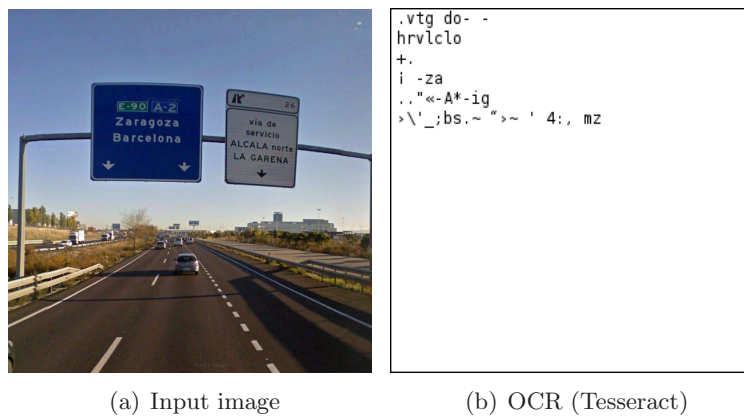 E-90 A-2
Zaragoza
Barcelona
26
vía de
servicio
ALCALA norte
LA GARENA
.vtg do- -
hrvlclo
+.
i -za
.."«-A*-ig
›\'_;bs.~ “›~ ' 4:, mz
(a) Input image
(b) OCR (Tesseract)